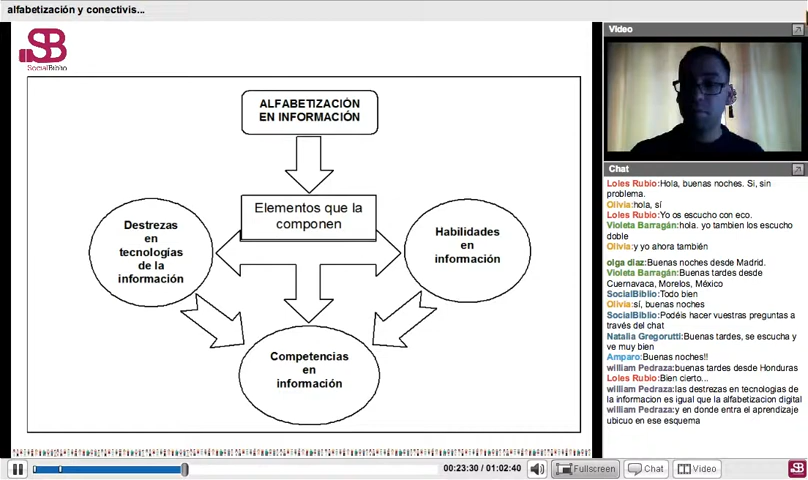 alfabetización y conectivis...
SB
SocialBiblio
ALFABETIZACIÓN
EN INFORMACIÓN
Elementos que la
componen
Destrezas
en
tecnologías
de la
información
Habilidades
en
información
Competencias
en
información
Video
Chat
Loles Rubio:Hola, buenas noches. Si, sin
problema.
Olivia:hola, sí
Loles Rubio:Yo os escucho con eco.
Violeta Barragán:hola. yo tambien los escucho
doble
Olivia:y yo ahora también
olga diaz:Buenas noches desde Madrid.
Violeta Barragán:Buenas tardes desde
Cuernavaca, Morelos, México
SocialBiblio:Todo bien
Olivia:sí, buenas noches
SocialBiblio:Podéis hacer vuestras preguntas a
través del chat
Natalia Gregorutti:Buenas tardes, se escucha y
ve muy bien
Amparo:Buenas noches!!
william Pedraza:buenas tardes desde Honduras
Loles Rubio:Bien cierto...
william Pedraza:las destrezas en tecnologias de
la informacion es igual que la alfabetizacion digital
william Pedraza:y en donde entra el aprendizaje
ubicuo en ese esquema
00:23:30 / 01:02:40
Fullscreen
Chat
Video
SB